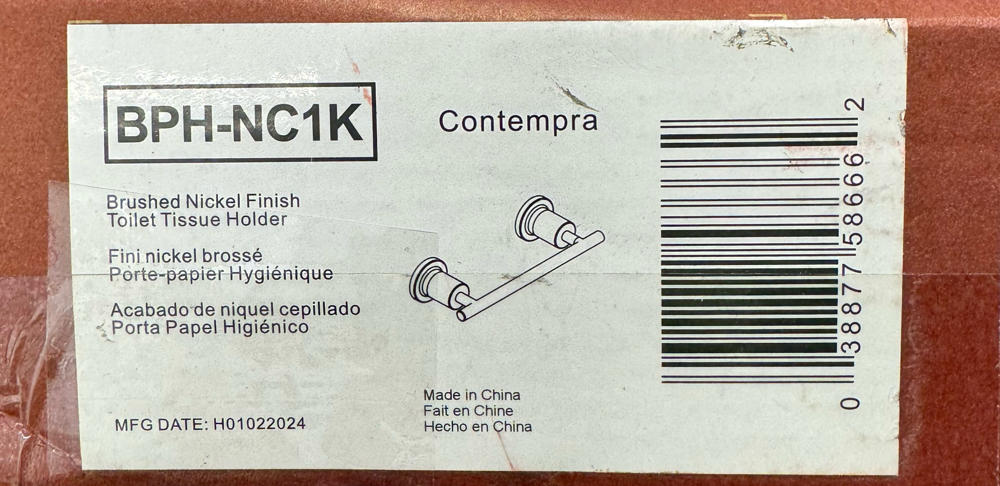 BPH-NC1K
Contempra
Brushed Nickel Finish
Toilet Tissue Holder
Fini nickel brossé
Porte-papier Hygiénique
Acabado de niquel cepillado
Porta Papel Higiénico
MFG DATE: H01022024
Made in China
Fait en Chine
Hecho en China
0 38877 58666 2